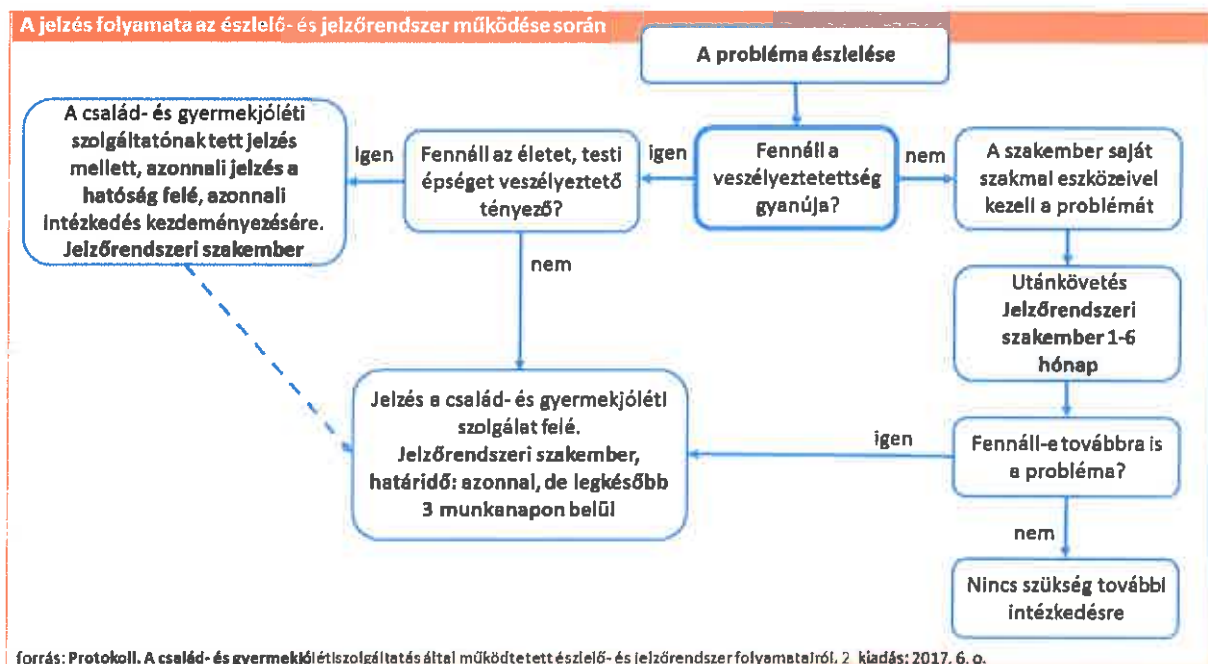 A jelzés folyamata az észlelő- és jelzőrendszer működése során
A probléma észlelése
A család- és gyermekjóléti
szolgáltatónak tett jelzés
mellett, azonnali jelzés a
hatóság felé, azonnali
intézkedés kezdeményezésére.
Jelzőrendszeri szakember
igen
Fennáll az életet, testi
épséget veszélyeztető
tényező?
igen
Fennáll a
veszélyeztetettség
gyanúja?
nem
A szakember saját
szakmai eszközeivel
kezeli a problémát
nem
Utánkövetés
Jelzőrendszeri
szakember 1-6
hónap
Jelzés a család- és gyermekjóléti
szolgálat felé.
Jelzőrendszeri szakember,
határidő: azonnal, de legkésőbb
3 munkanapon belül
igen
Fennáll-e továbbra is
a probléma?
nem
Nincs szükség további
intézkedésre
forrás: Protokoll. A család- és gyermekjólétiszolgáltatás által működtetett észlelő- és jelzőrendszer folyamatairól. 2 kiadás: 2017. 6. o.